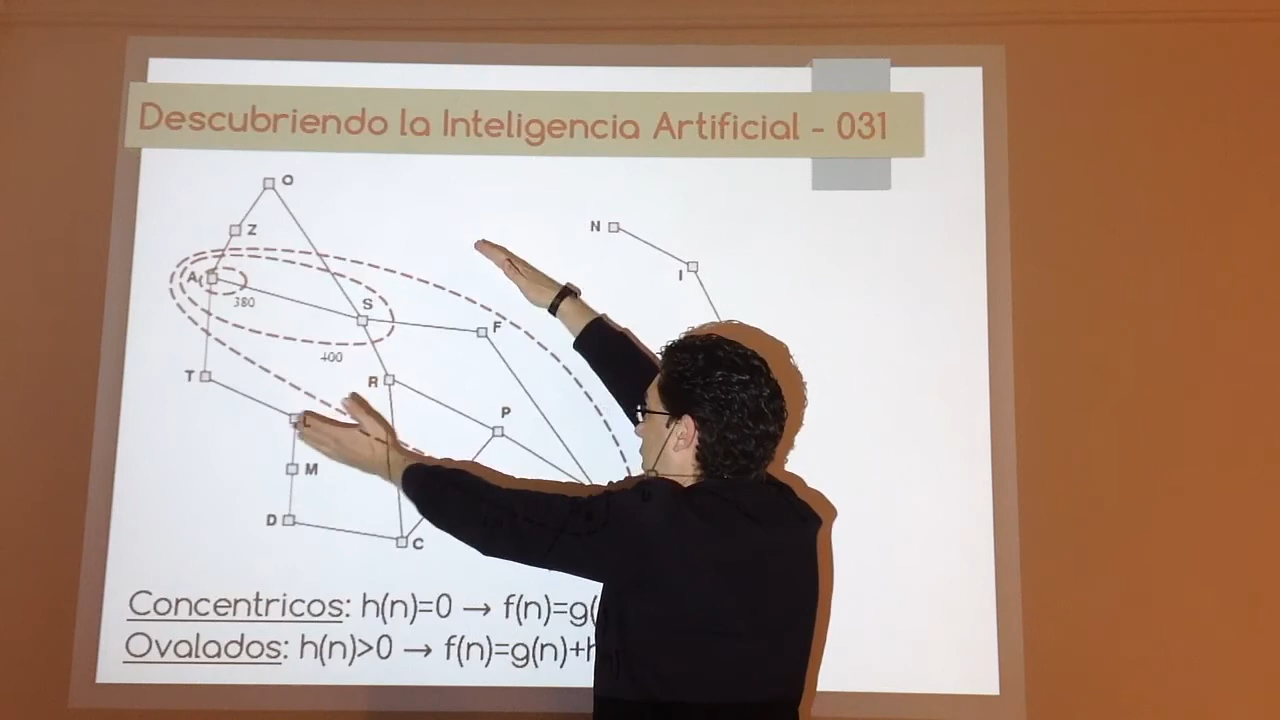 Descubriendo la Inteligencia Artificial - 031
O
Z
N
A
I
380
S
F
400
T
R
L
P
M
D
C
Concentricos: h(n)=0 → f(n)=g(
Ovalados: h(n)>0 → f(n)=g(n)+h